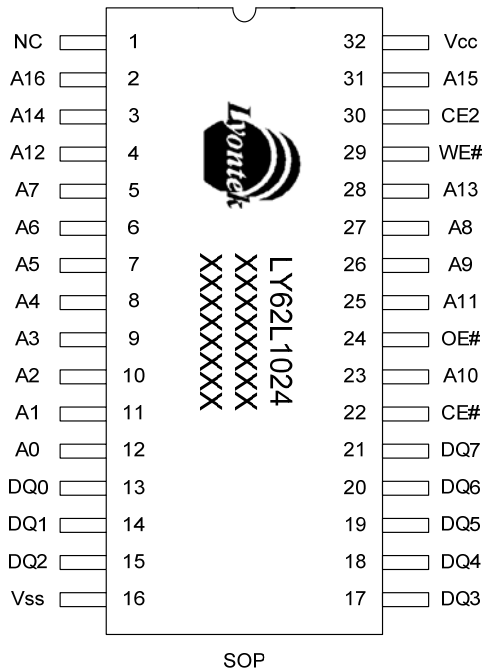 NC 1 32 Vcc
A16 2 31 A15
A14 3 30 CE2
A12 4 29 WE#
A7 5 28 A13
A6 6 27 A8
A5 7 26 A9
A4 8 25 A11
A3 9 24 OE#
A2 10 23 A10
A1 11 22 CE#
A0 12 21 DQ7
DQ0 13 20 DQ6
DQ1 14 19 DQ5
DQ2 15 18 DQ4
Vss 16 17 DQ3
Lyontek
LY62L1024
XXXXXXXX
XXXXXXXX
SOP